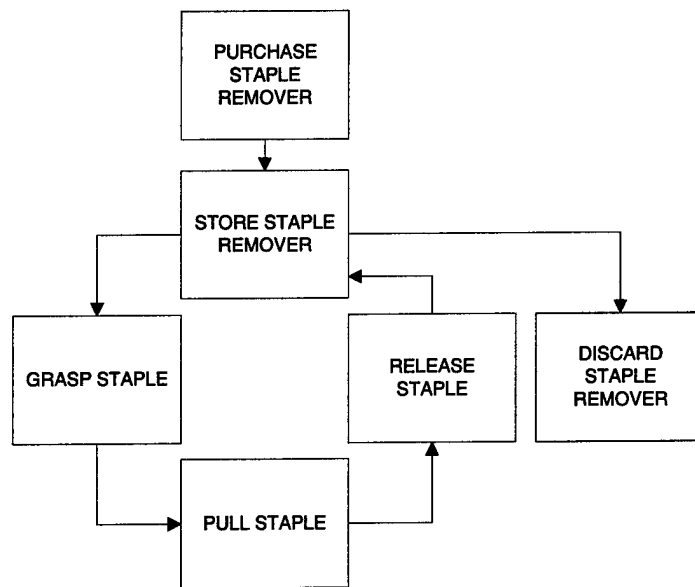 PURCHASE
STAPLE
REMOVER
STORE STAPLE
REMOVER
GRASP STAPLE
RELEASE
STAPLE
DISCARD
STAPLE
REMOVER
PULL STAPLE